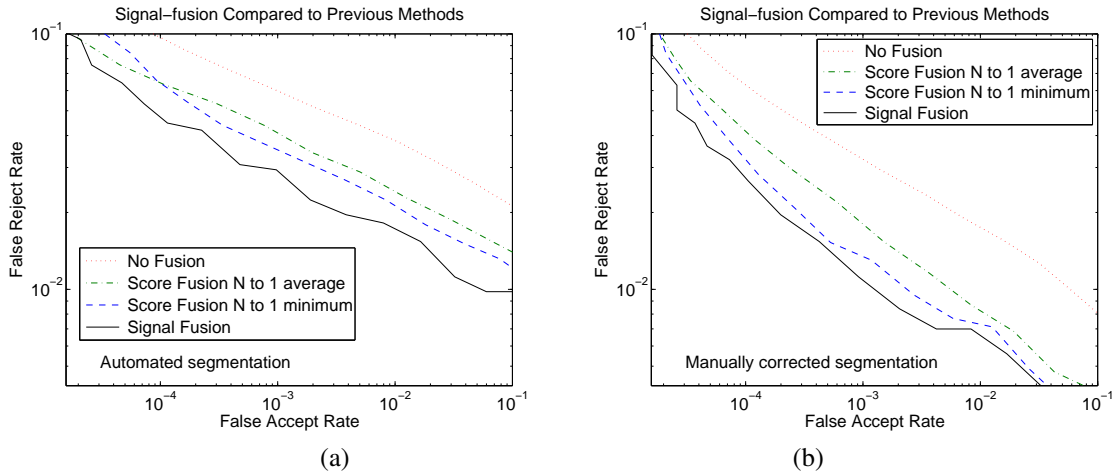 Signal−fusion Compared to Previous Methods
10⁻¹
10⁻²
False Reject Rate
No Fusion
Score Fusion N to 1 average
Score Fusion N to 1 minimum
Signal Fusion
Automated segmentation
10⁻⁴ 10⁻³ 10⁻² 10⁻¹
False Accept Rate
(a)
Signal−fusion Compared to Previous Methods
10⁻¹
10⁻²
False Reject Rate
No Fusion
Score Fusion N to 1 average
Score Fusion N to 1 minimum
Signal Fusion
Manually corrected segmentation
10⁻⁴ 10⁻³ 10⁻² 10⁻¹
False Accept Rate
(b)